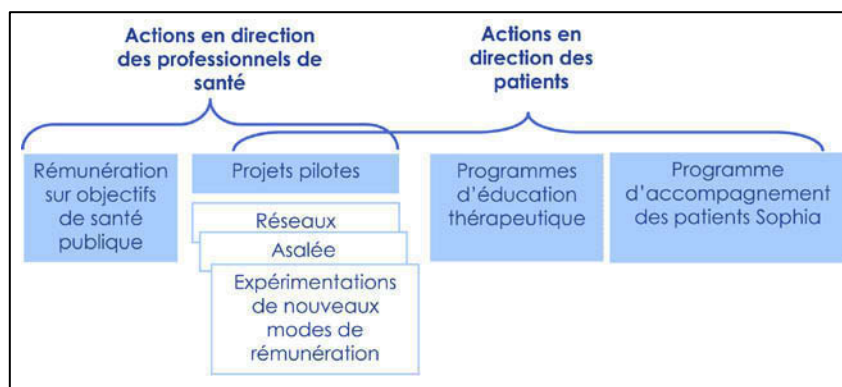 Actions en direction
des professionnels de
santé
Actions en
direction des
patients
Rémunération
sur objectifs
de santé
publique
Projets pilotes
Réseaux
Asalée
Expérimentations
de nouveaux
modes de
rémunération
Programmes
d'éducation
thérapeutique
Programme
d'accompagnement
des patients Sophia